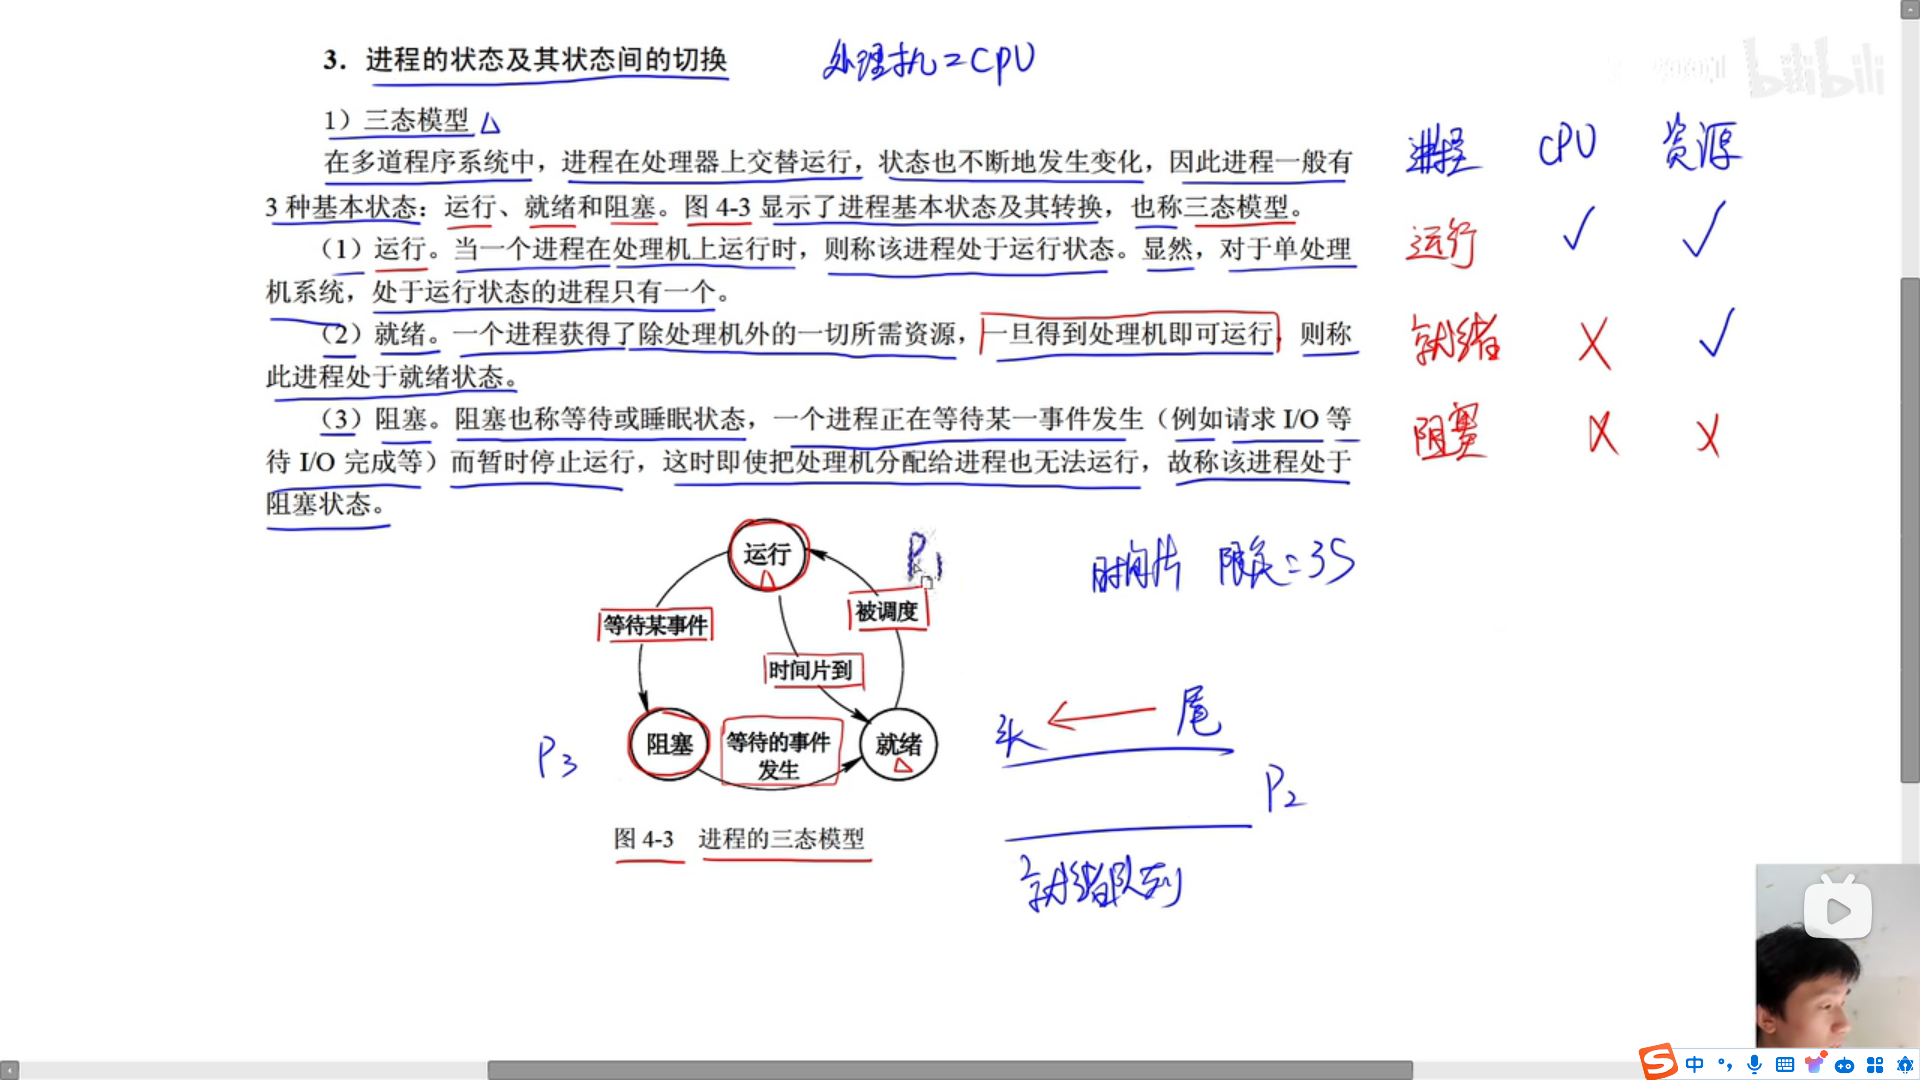 3. 进程的状态及其状态间的切换
处理机=CPU
bilibili
1）三态模型
在多道程序系统中，进程在处理器上交替运行，状态也不断地发生变化，因此进程一般有
3 种基本状态：运行、就绪和阻塞。图 4-3 显示了进程基本状态及其转换，也称三态模型。
（1）运行。当一个进程在处理机上运行时，则称该进程处于运行状态。显然，对于单处理
机系统，处于运行状态的进程只有一个。
（2）就绪。一个进程获得了除处理机外的一切所需资源，一旦得到处理机即可运行，则称
此进程处于就绪状态。
（3）阻塞。阻塞也称等待或睡眠状态，一个进程正在等待某一事件发生（例如请求 I/O 等
待 I/O 完成等）而暂时停止运行，这时即使把处理机分配给进程也无法运行，故称该进程处于
阻塞状态。
进程 CPU 资源
运行 ✓ ✓
就绪 X ✓
阻塞 X X
运行
P1
被调度
等待某事件
时间片到
阻塞
等待的事件
发生
就绪
P3
图 4-3 进程的三态模型
时间片
=3S
头 ← 尾
P2
就绪队列
中